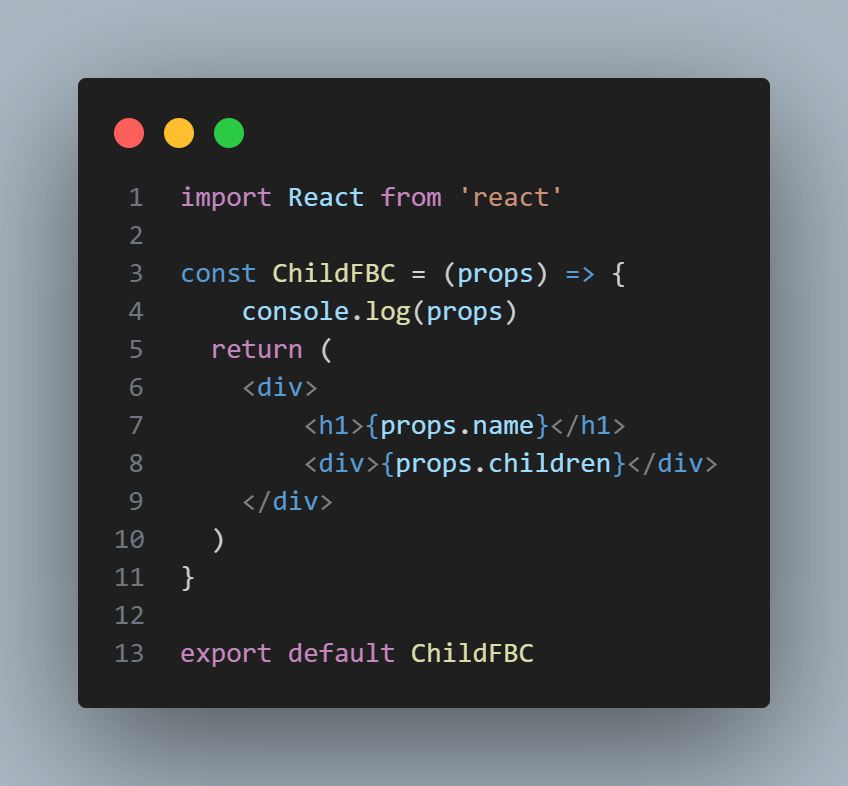 1 import React from 'react'
2
3 const ChildFBC = (props) => {
4     console.log(props)
5   return (
6     <div>
7         <h1>{props.name}</h1>
8         <div>{props.children}</div>
9     </div>
10   )
11 }
12
13 export default ChildFBC